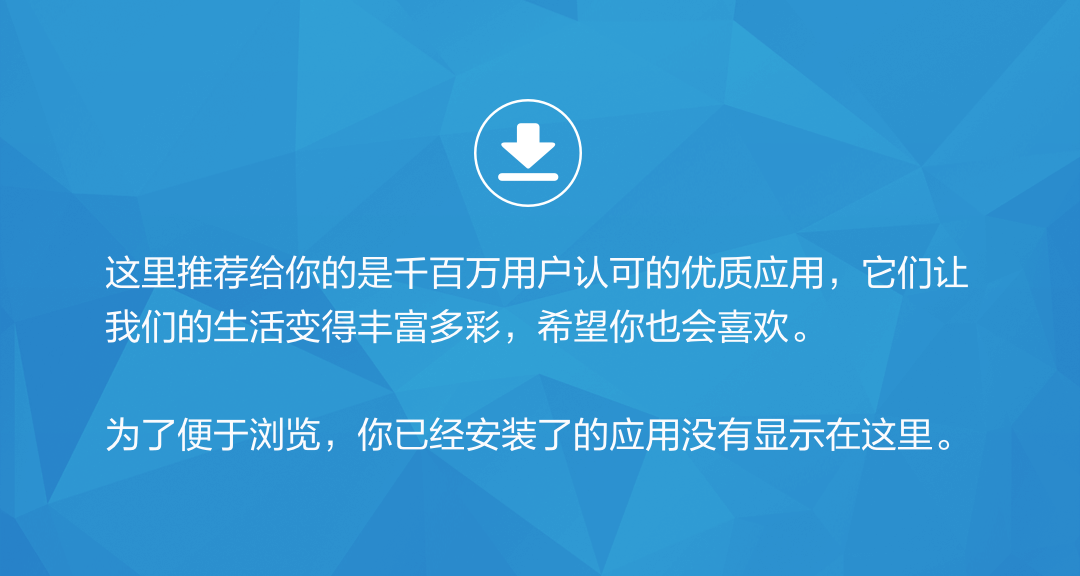 这里推荐给你的是千百万用户认可的优质应用，它们让
我们的生活变得丰富多彩，希望你也会喜欢。
为了便于浏览，你已经安装了的应用没有显示在这里。